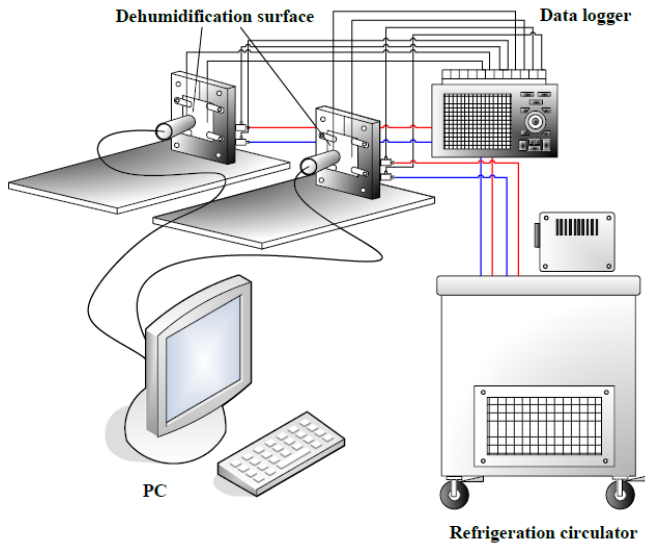 Dehumidification surface
Data logger
PC
Refrigeration circulator